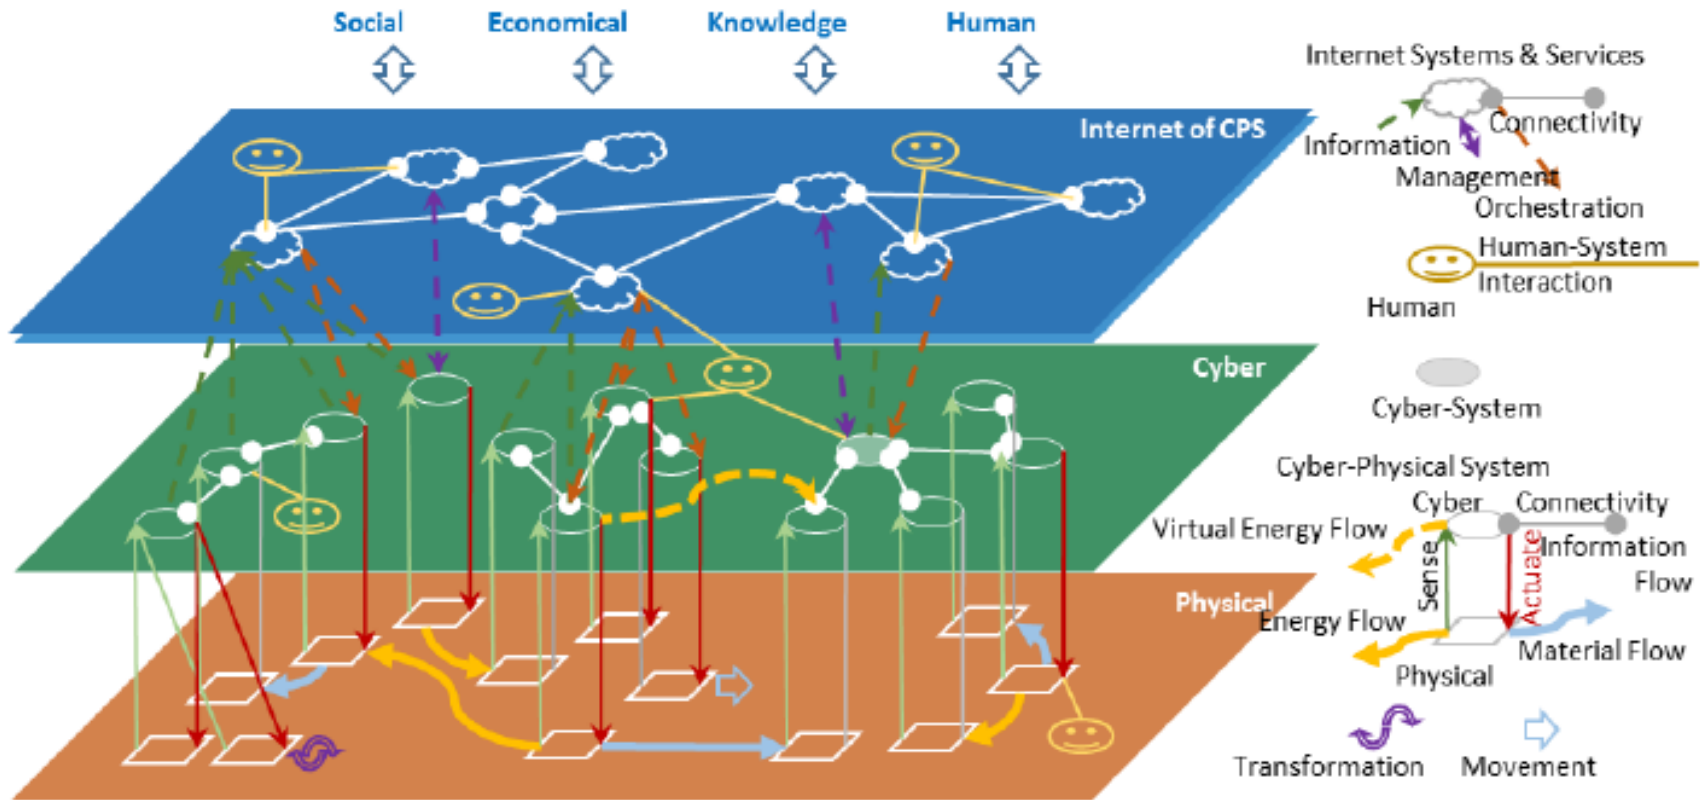 Social Economical Knowledge Human
Internet of CPS
Cyber
Physical
Internet Systems & Services
Connectivity
Information
Management
Orchestration
Human-System
Interaction
Human
Cyber-System
Cyber-Physical System
Cyber Connectivity
Virtual Energy Flow
Information
Flow
Sense
Actuate
Energy Flow
Material Flow
Physical
Transformation Movement